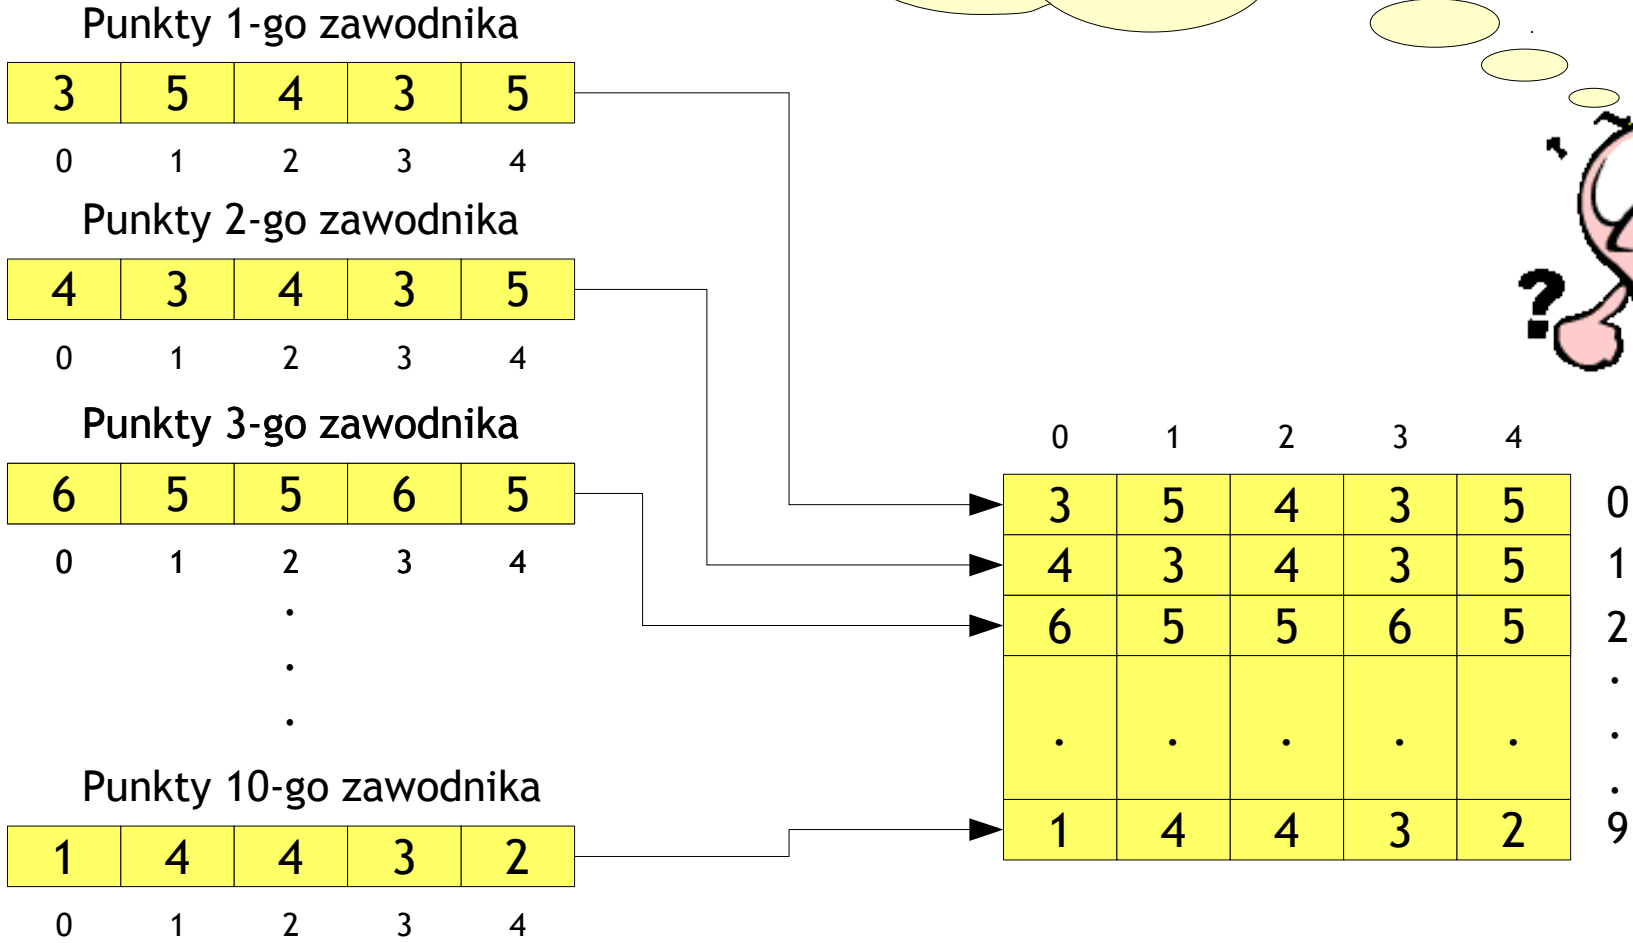 Punkty 1-go zawodnika
3 5 4 3 5
0 1 2 3 4
Punkty 2-go zawodnika
4 3 4 3 5
0 1 2 3 4
Punkty 3-go zawodnika
6 5 5 6 5
0 1 2 3 4
.
.
.
Punkty 10-go zawodnika
1 4 4 3 2
0 1 2 3 4
?
0 1 2 3 4
3 5 4 3 5 0
4 3 4 3 5 1
6 5 5 6 5 2
.
. . . . . .
.
1 4 4 3 2 9